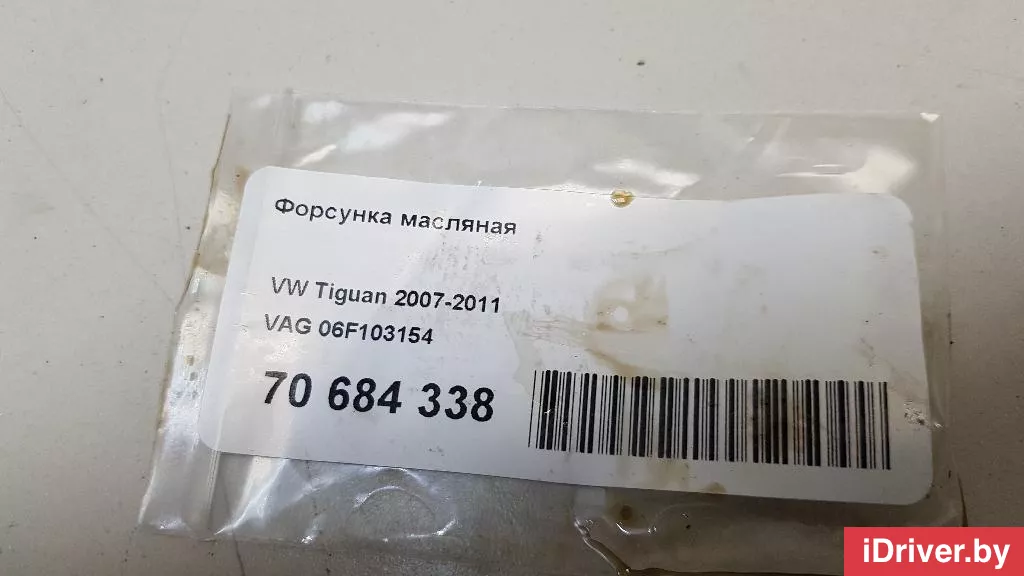 Форсунка масляная
VW Tiguan 2007-2011
VAG 06F103154
70 684 338
iDriver.by